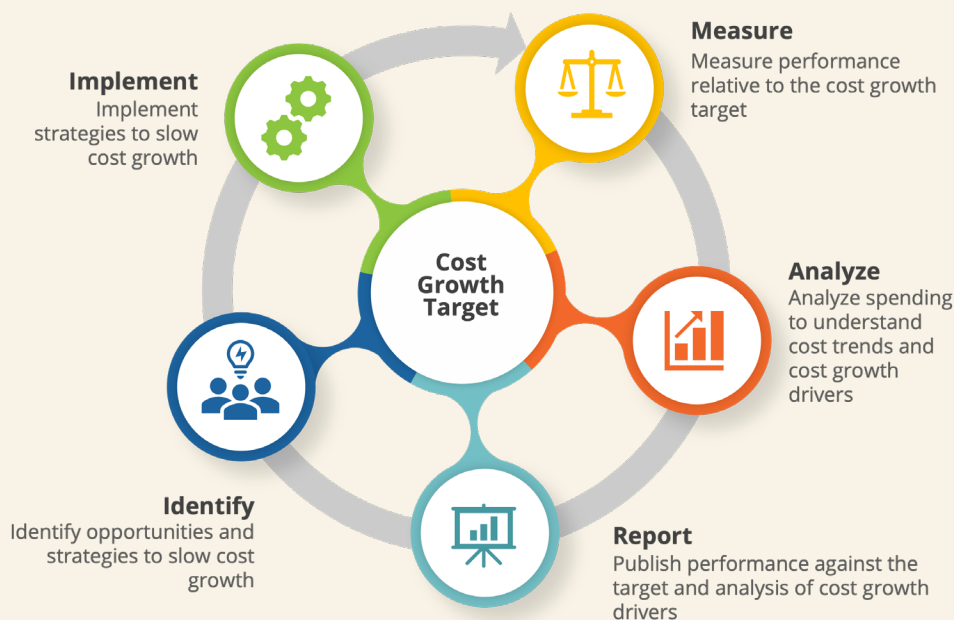 Measure
Measure performance
relative to the cost growth
target
Analyze
Analyze spending
to understand
cost trends and
cost growth
drivers
Report
Publish performance against the
target and analysis of cost growth
drivers
Identify
Identify opportunities and
strategies to slow cost
growth
Implement
Implement
strategies to slow
cost growth
Cost
Growth
Target